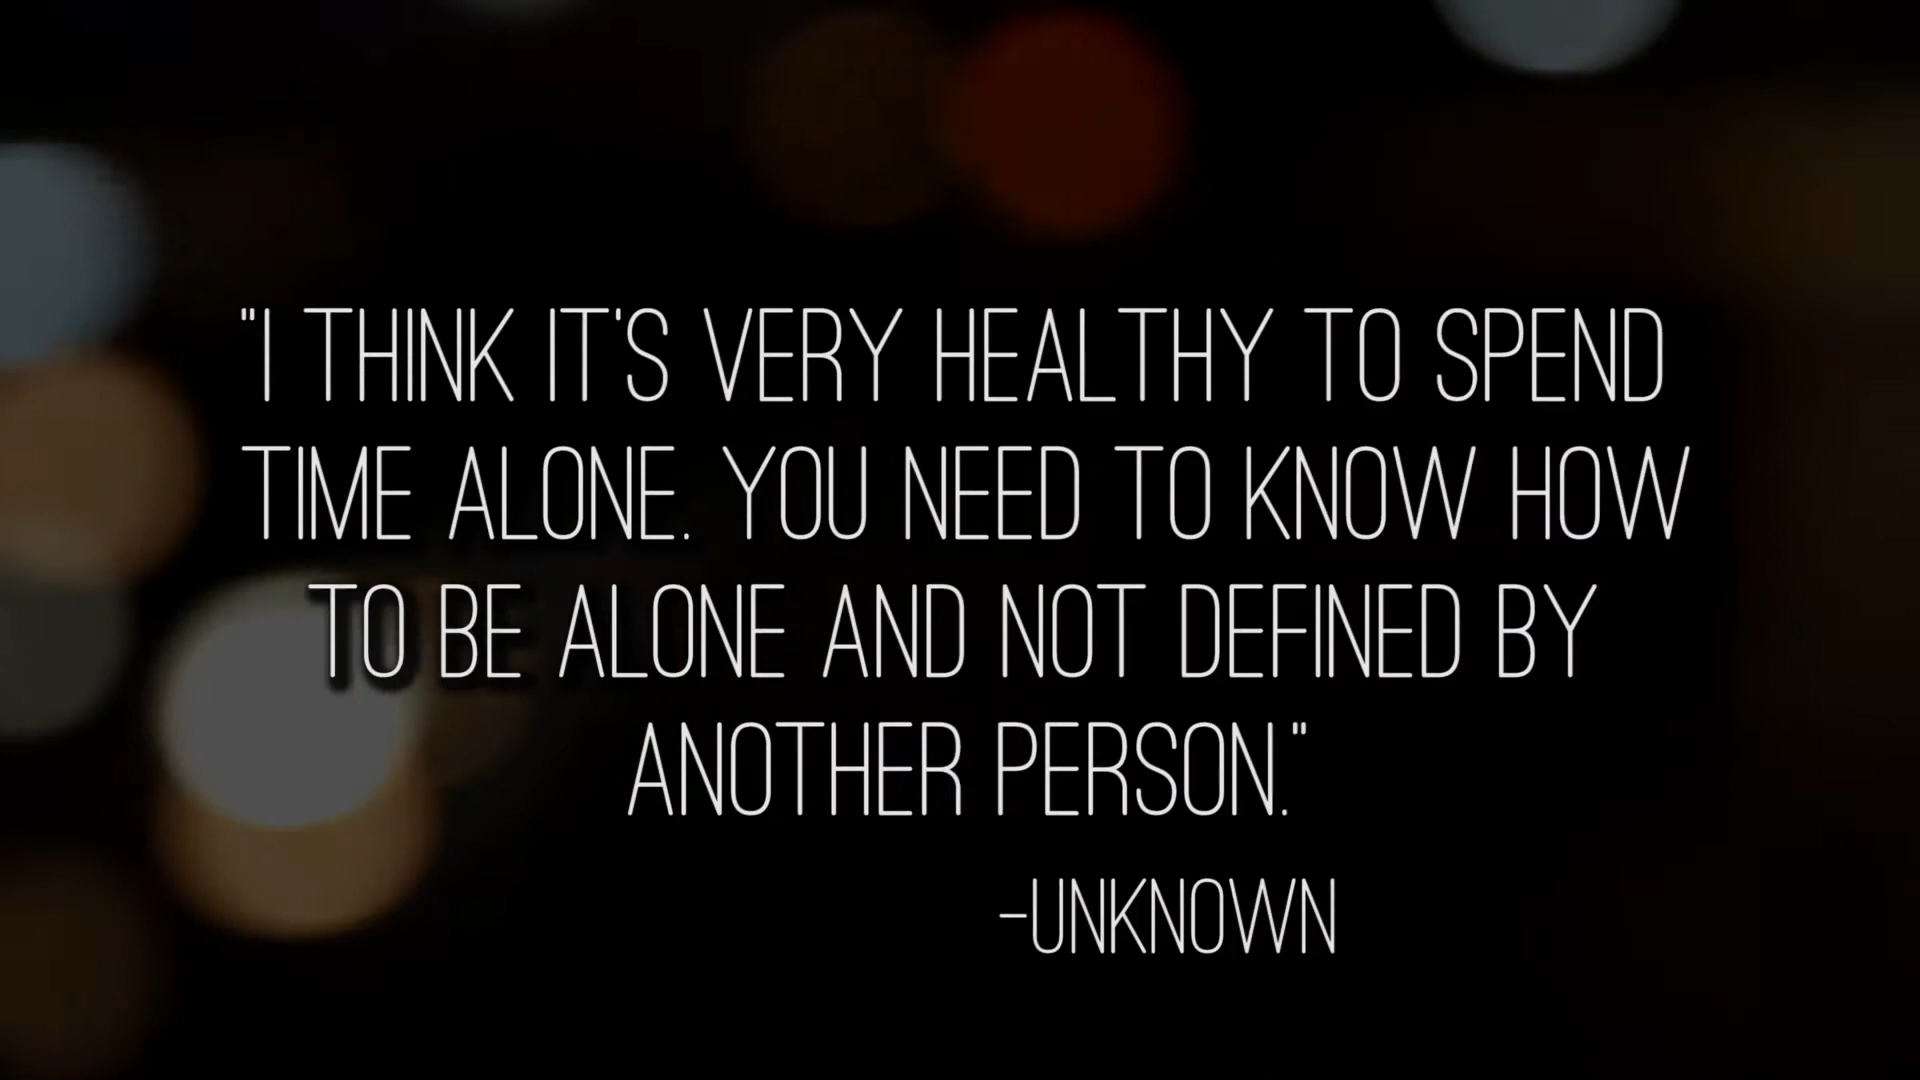 "I THINK IT'S VERY HEALTHY TO SPEND
TIME ALONE. YOU NEED TO KNOW HOW
TO BE ALONE AND NOT DEFINED BY
ANOTHER PERSON."
-UNKNOWN